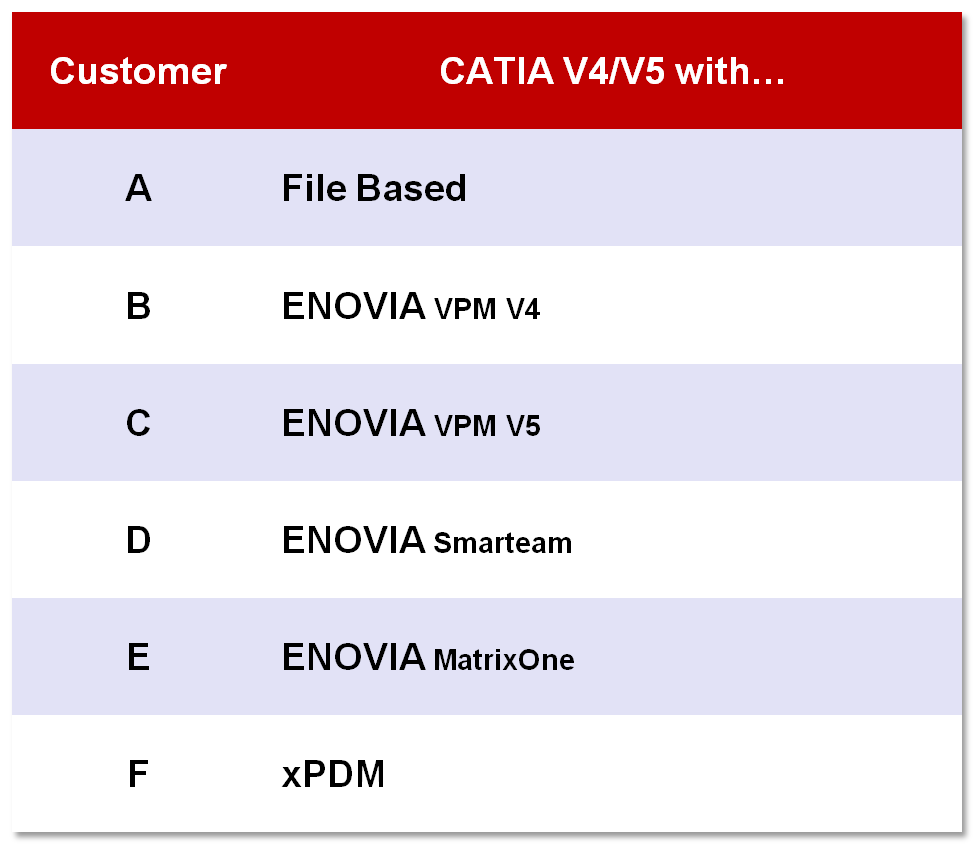 Customer CATIA V4/V5 with…
A File Based
B ENOVIA VPM V4
C ENOVIA VPM V5
D ENOVIA Smarteam
E ENOVIA MatrixOne
F xPDM